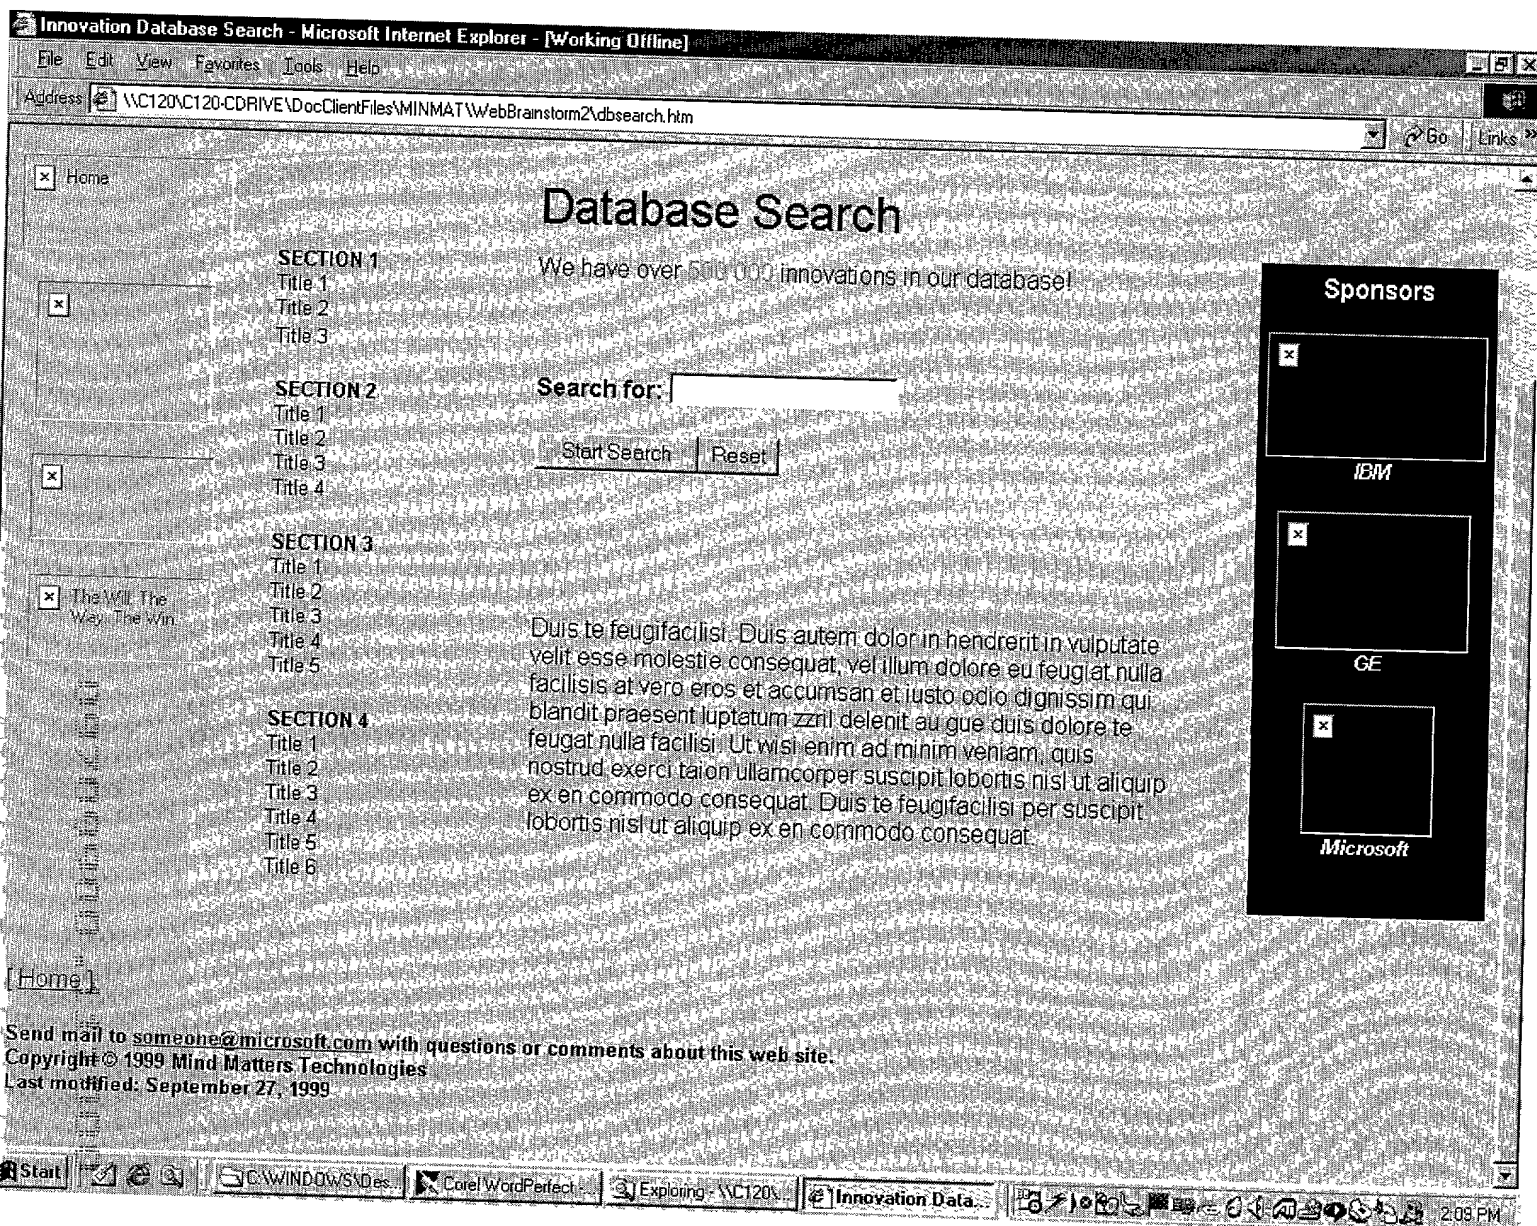 Innovation Database Search - Microsoft Internet Explorer - [Working Offline]
File Edit View Favorites Tools Help
Address \\C120\C120-CDRIVE\DocClientFiles\MINMAT\WebBrainstorm2\dbsearch.htm
Go Links »
Home
The Will. The
Way. The Win.
SECTION 1
Title 1
Title 2
Title 3
SECTION 2
Title 1
Title 2
Title 3
Title 4
SECTION 3
Title 1
Title 2
Title 3
Title 4
Title 5
SECTION 4
Title 1
Title 2
Title 3
Title 4
Title 5
Title 6
Database Search
We have over 500 000 innovations in our database!
Search for:
Start Search Reset
Duis te feugifacilisi. Duis autem dolor in hendrerit in vulputate
velit esse molestie consequat, vel illum dolore eu feugiat nulla
facilisis at vero eros et accumsan et iusto odio dignissim qui
blandit praesent luptatum zzril delenit au gue duis dolore te
feugat nulla facilisi. Ut wisi enim ad minim veniam, quis
nostrud exerci taion ullamcorper suscipit lobortis nisl ut aliquip
ex en commodo consequat. Duis te feugifacilisi per suscipit
lobortis nisl ut aliquip ex en commodo consequat.
Sponsors
IBM
GE
Microsoft
[ Home ]
Send mail to someone@microsoft.com with questions or comments about this web site.
Copyright © 1999 Mind Matters Technologies
Last modified: September 27, 1999
Start C:\WINDOWS\Des... Corel WordPerfect -... Exploring - \\C120\... Innovation Data... 2:09 PM